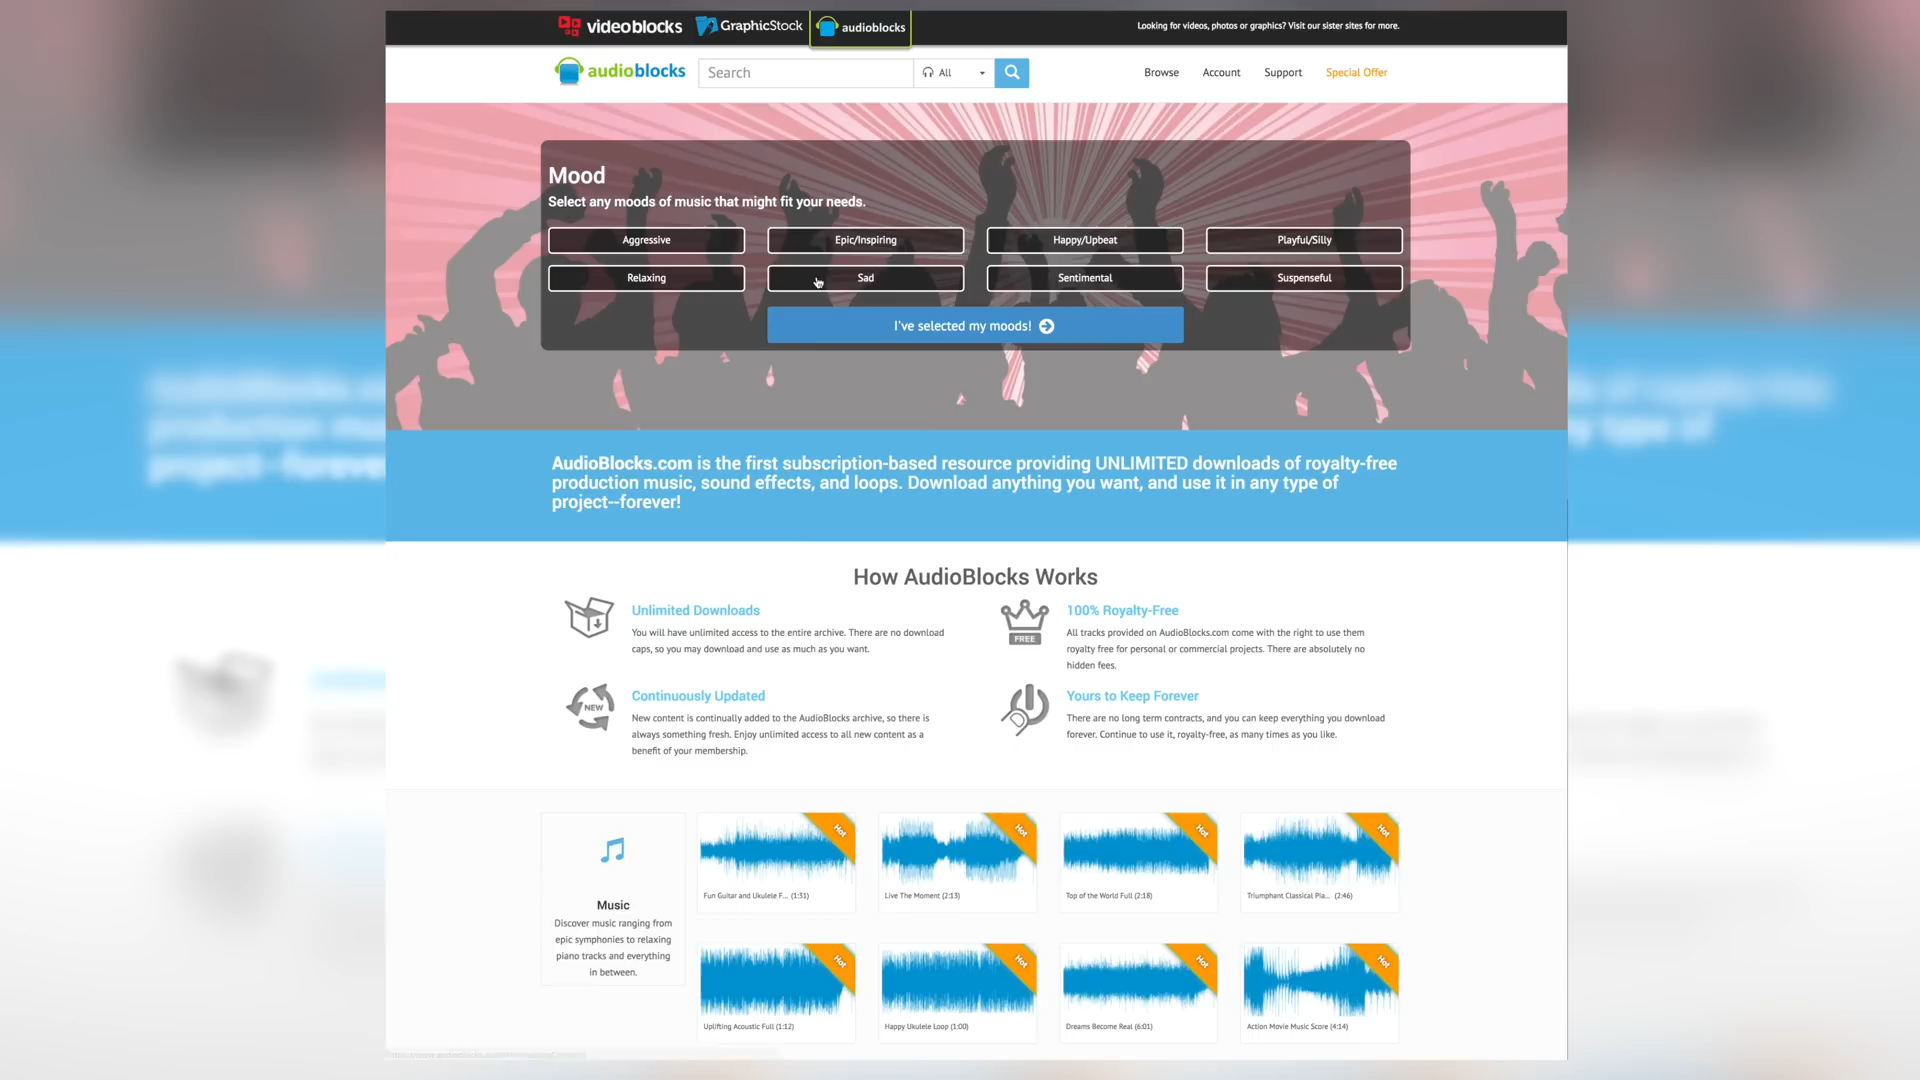 videoblocks GraphicStock audioblocks Looking for videos, photos or graphics? Visit our sister sites for more.
audioblocks Search All Browse Account Support Special Offer
Mood
Select any moods of music that might fit your needs.
Aggressive Epic/Inspiring Happy/Upbeat Playful/Silly
Relaxing Sad Sentimental Suspenseful
I've selected my moods!
AudioBlocks.com is the first subscription-based resource providing UNLIMITED downloads of royalty-free
production music, sound effects, and loops. Download anything you want, and use it in any type of
project--forever!
How AudioBlocks Works
Unlimited Downloads
You will have unlimited access to the entire archive. There are no download
caps, so you may download and use as much as you want.
FREE
100% Royalty-Free
All tracks provided on AudioBlocks.com come with the right to use them
royalty free for personal or commercial projects. There are absolutely no
hidden fees.
NEW
Continuously Updated
New content is continually added to the AudioBlocks archive, so there is
always something fresh. Enjoy unlimited access to all new content as a
benefit of your membership.
Yours to Keep Forever
There are no long term contracts, and you can keep everything you download
forever. Continue to use it, royalty-free, as many times as you like.
Music
Discover music ranging from
epic symphonies to relaxing
piano tracks and everything
in between.
Hot Hot Hot Hot
Fun Guitar and Ukulele F... (1:31) Live The Moment (2:13) Top of the World Full (2:18) Triumphant Classical Pia... (2:46)
Hot Hot Hot Hot
Uplifting Acoustic Full (1:12) Happy Ukulele Loop (1:00) Dreams Become Real (6:01) Action Movie Music Score (4:14)